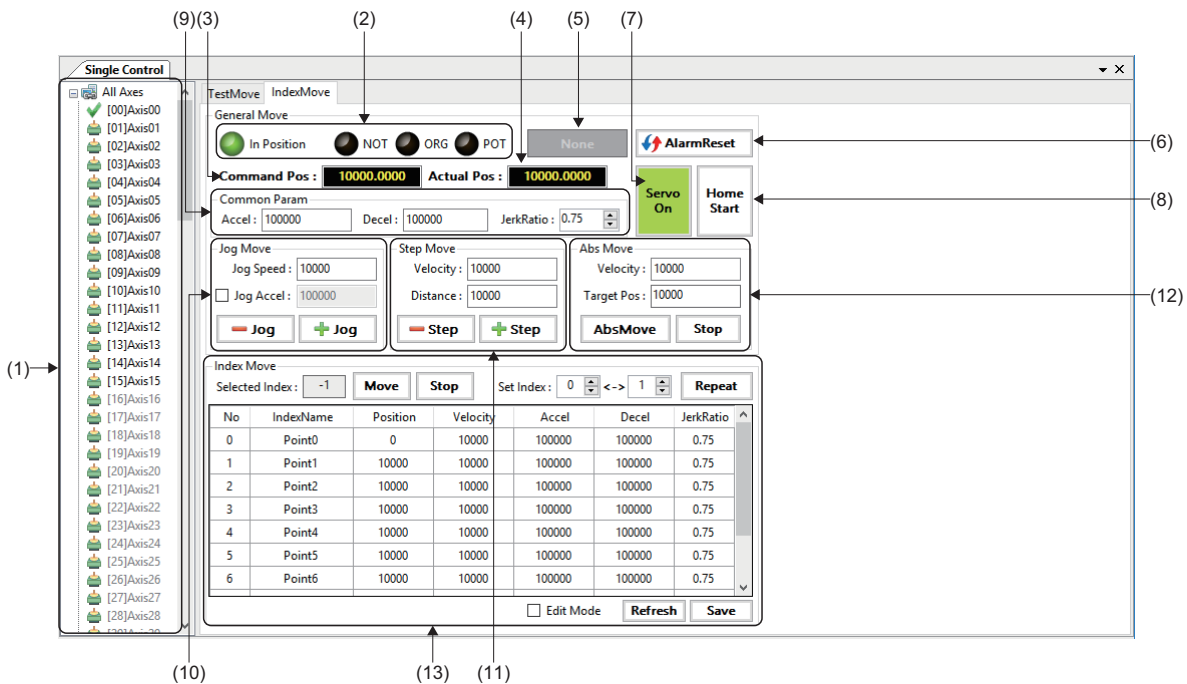 (9)(3) (2) (4) (5) (7)
Single Control
All Axes
[00]Axis00
[01]Axis01
[02]Axis02
[03]Axis03
[04]Axis04
[05]Axis05
[06]Axis06
[07]Axis07
[08]Axis08
[09]Axis09
[10]Axis10
[11]Axis11
[12]Axis12
[13]Axis13
[14]Axis14
[15]Axis15
[16]Axis16
[17]Axis17
[18]Axis18
[19]Axis19
[20]Axis20
[21]Axis21
[22]Axis22
[23]Axis23
[24]Axis24
[25]Axis25
[26]Axis26
[27]Axis27
[28]Axis28
(1)
TestMove IndexMove
General Move
In Position NOT ORG POT None AlarmReset
(6)
Command Pos : 10000.0000 Actual Pos : 10000.0000
Servo On
Home Start
(8)
Common Param
Accel : 100000 Decel : 100000 JerkRatio : 0.75
Jog Move
Jog Speed : 10000
Jog Accel : 100000
Jog Jog
Step Move
Velocity : 10000
Distance : 10000
Step Step
Abs Move
Velocity : 10000
Target Pos : 10000
AbsMove Stop
(12)
Index Move
Selected Index : -1 Move Stop Set Index : 0 <-> 1 Repeat
No IndexName Position Velocity Accel Decel JerkRatio
0 Point0 0 10000 100000 100000 0.75
1 Point1 10000 10000 100000 100000 0.75
2 Point2 10000 10000 100000 100000 0.75
3 Point3 10000 10000 100000 100000 0.75
4 Point4 10000 10000 100000 100000 0.75
5 Point5 10000 10000 100000 100000 0.75
6 Point6 10000 10000 100000 100000 0.75
Edit Mode Refresh Save
(10) (13) (11)